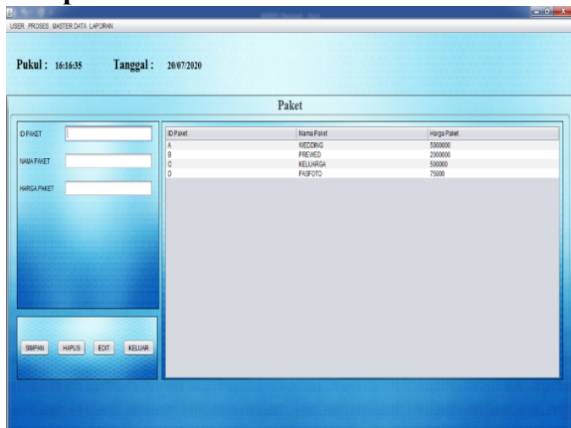 USER PROSES MASTER DATA LAPORAN
Pukul : 16:16:35 Tanggal : 20/07/2020
Paket
ID PAKET
NAMA PAKET
HARGA PAKET
ID Paket Nama Paket Harga Paket
A WEDDING 5000000
B PREWED 2000000
C KELUARGA 500000
D PASFOTO 75000
SIMPAN HAPUS EDIT KELUAR